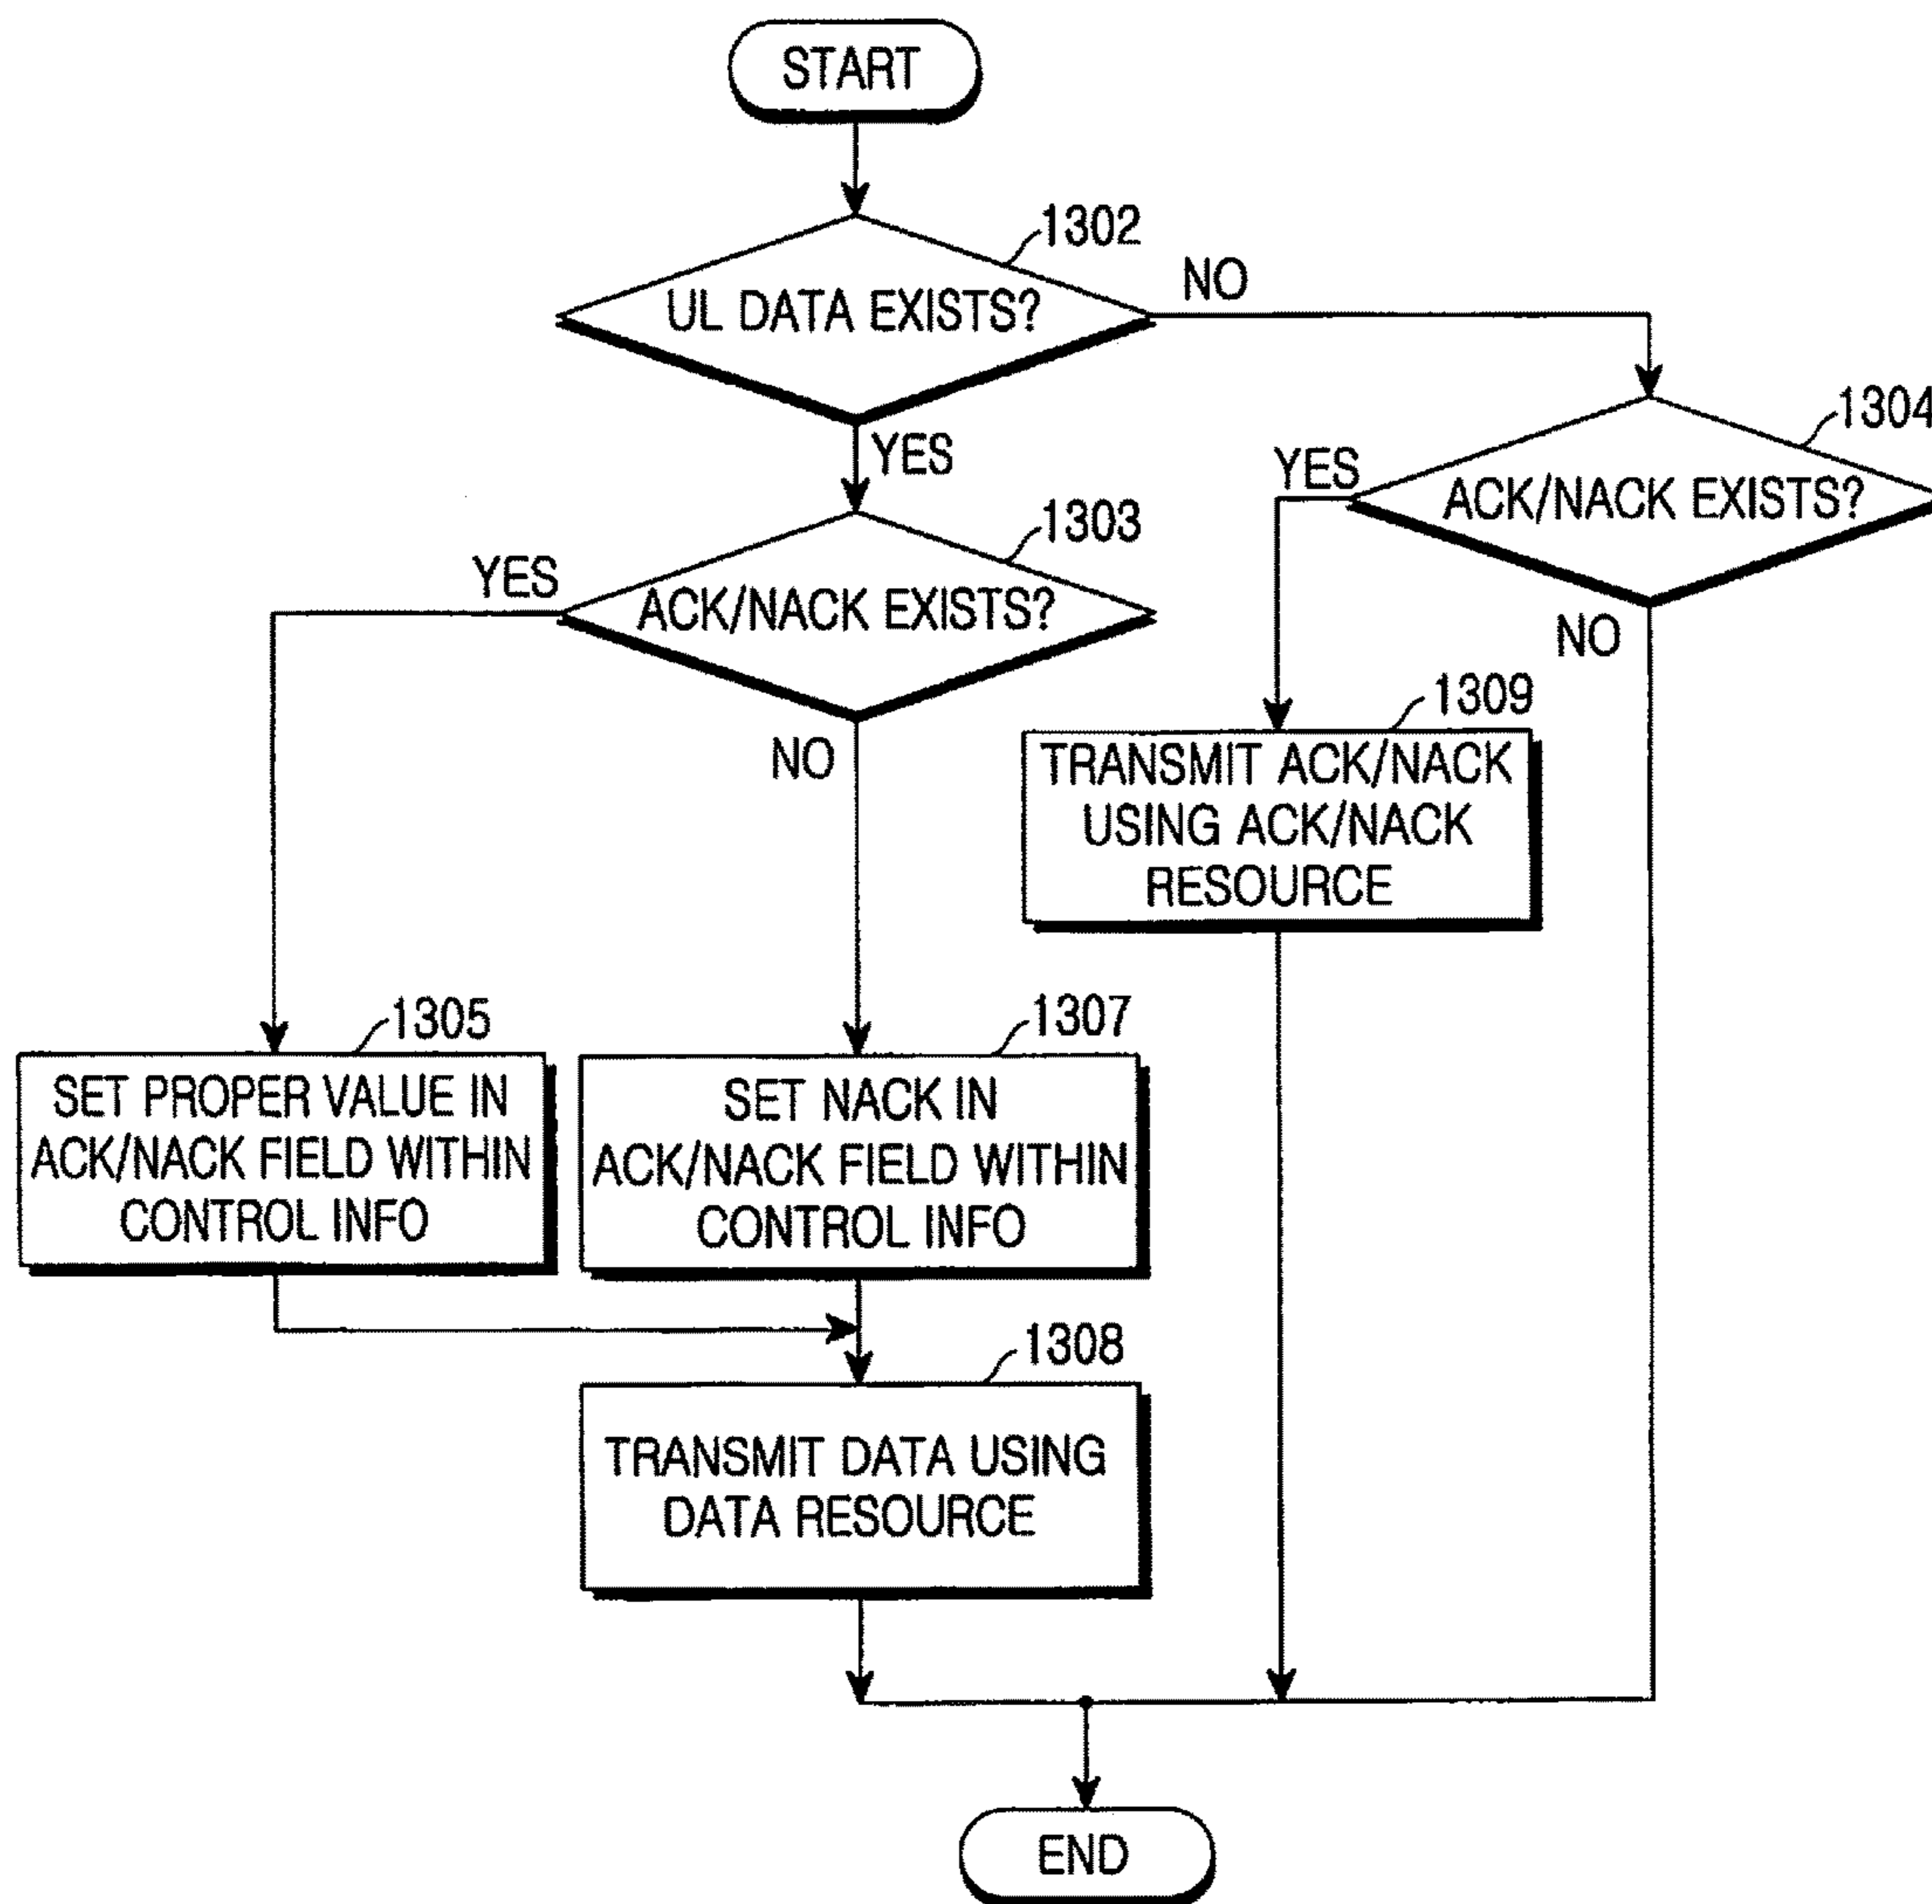 START
1302
UL DATA EXISTS?
NO
YES
1304
ACK/NACK EXISTS?
YES
NO
1303
ACK/NACK EXISTS?
YES
NO
1309
TRANSMIT ACK/NACK
USING ACK/NACK
RESOURCE
1305
SET PROPER VALUE IN
ACK/NACK FIELD WITHIN
CONTROL INFO
1307
SET NACK IN
ACK/NACK FIELD WITHIN
CONTROL INFO
1308
TRANSMIT DATA USING
DATA RESOURCE
END